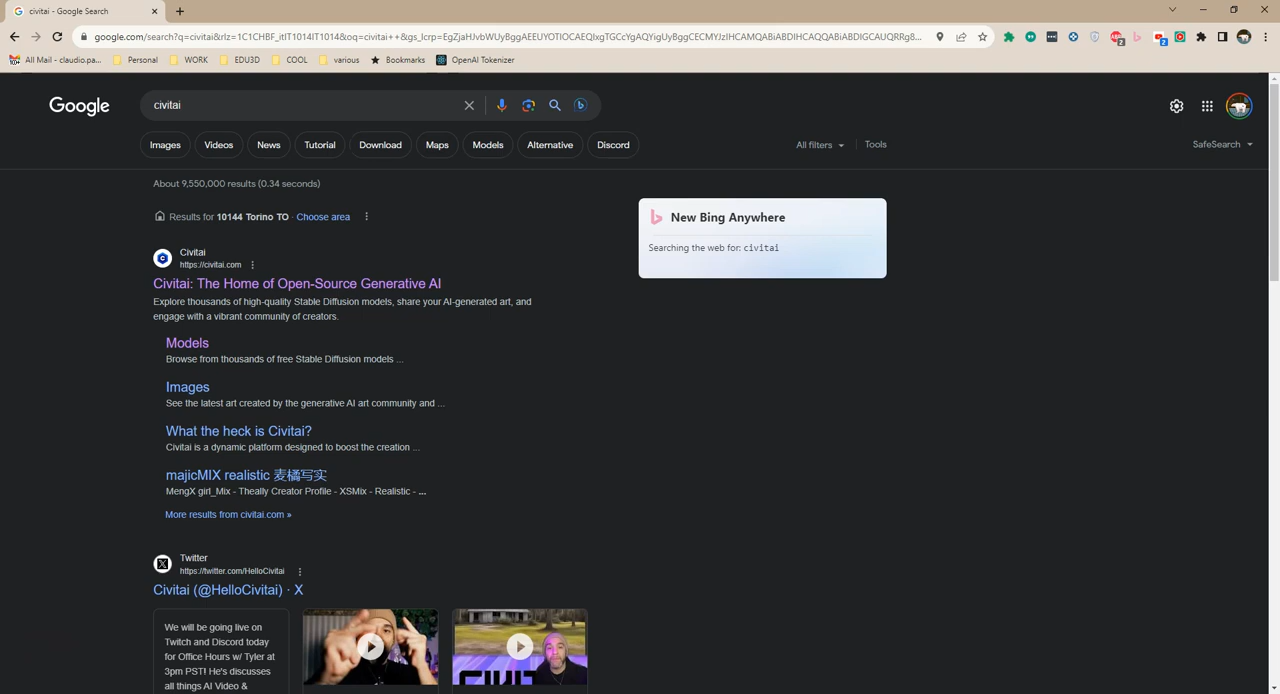 civitai - Google Search
google.com/search?q=civitai&rlz=1C1CHBF_itIT1014IT1014&oq=civitai++&gs_lcrp=EgZjaHJvbWUyBggAEEUYOTIOCAEQIxgTGCcYgAQYigUyBggCECMYJzIHCAMQABiABDIHCAQQABiABDIGCAUQRRg8...
All Mail - claudio.pa...
Personal
WORK
EDU3D
COOL
various
Bookmarks
OpenAI Tokenizer
Google
civitai
Images
Videos
News
Tutorial
Download
Maps
Models
Alternative
Discord
All filters
Tools
SafeSearch
About 9,550,000 results (0.34 seconds)
Results for 10144 Torino TO · Choose area
New Bing Anywhere
Searching the web for: civitai
Civitai
https://civitai.com
Civitai: The Home of Open-Source Generative AI
Explore thousands of high-quality Stable Diffusion models, share your AI-generated art, and
engage with a vibrant community of creators.
Models
Browse from thousands of free Stable Diffusion models ...
Images
See the latest art created by the generative AI art community and ...
What the heck is Civitai?
Civitai is a dynamic platform designed to boost the creation ...
majicMIX realistic 麦橘写实
MengX girl_Mix - Theally Creator Profile - XSMix - Realistic - ...
More results from civitai.com »
Twitter
https://twitter.com/HelloCivitai
Civitai (@HelloCivitai) · X
We will be going live on
Twitch and Discord today
for Office Hours w/ Tyler at
3pm PST! He's discusses
all things AI Video &